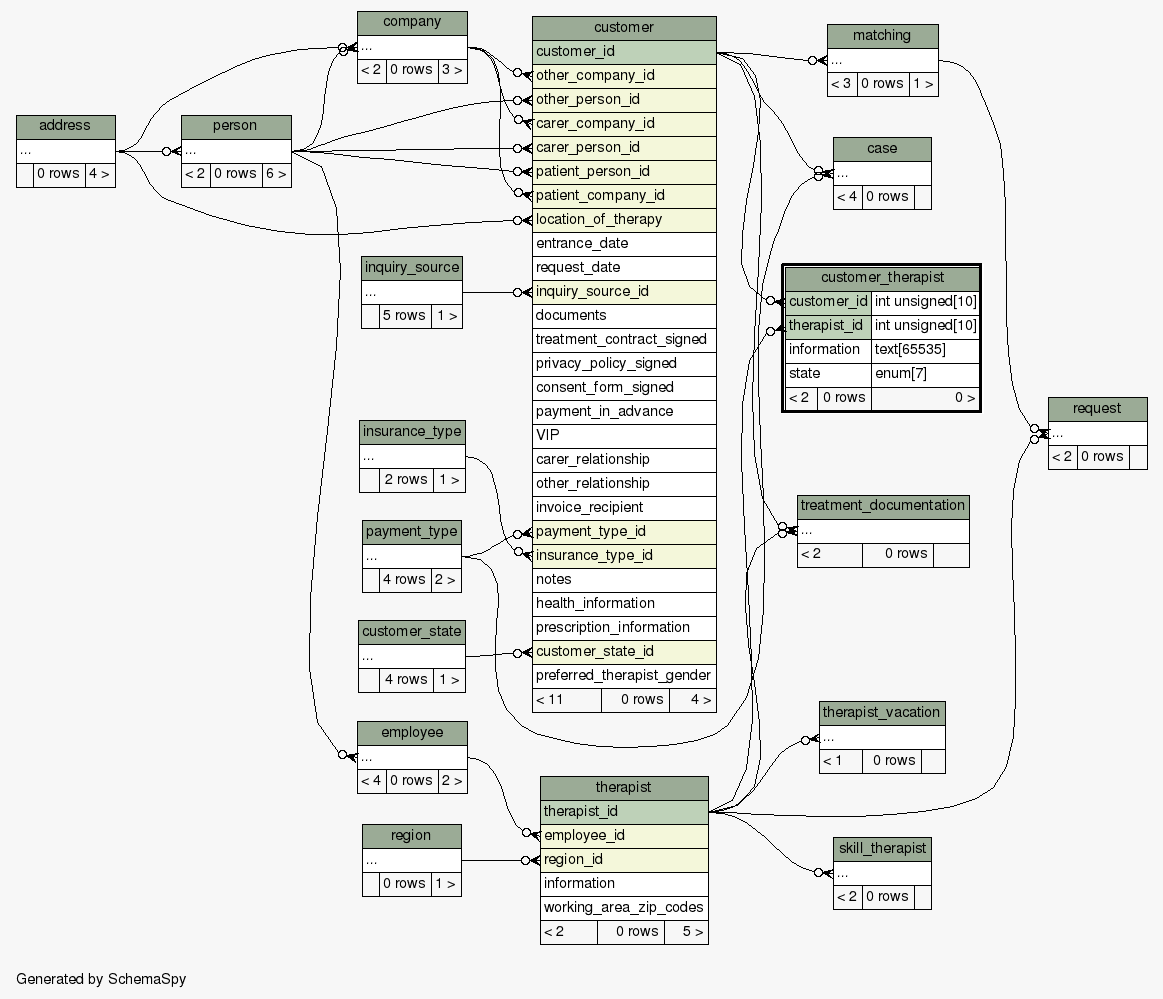 company
...
< 2 0 rows 3 >
address
...
0 rows 4 >
person
...
< 2 0 rows 6 >
customer
customer_id
other_company_id
other_person_id
carer_company_id
carer_person_id
patient_person_id
patient_company_id
location_of_therapy
entrance_date
request_date
inquiry_source_id
documents
treatment_contract_signed
privacy_policy_signed
consent_form_signed
payment_in_advance
VIP
carer_relationship
other_relationship
invoice_recipient
payment_type_id
insurance_type_id
notes
health_information
prescription_information
customer_state_id
preferred_therapist_gender
< 11 0 rows 4 >
inquiry_source
...
5 rows 1 >
insurance_type
...
2 rows 1 >
payment_type
...
4 rows 2 >
customer_state
...
4 rows 1 >
employee
...
< 4 0 rows 2 >
region
...
0 rows 1 >
therapist
therapist_id
employee_id
region_id
information
working_area_zip_codes
< 2 0 rows 5 >
matching
...
< 3 0 rows 1 >
case
...
< 4 0 rows
customer_therapist
customer_id int unsigned[10]
therapist_id int unsigned[10]
information text[65535]
state enum[7]
< 2 0 rows 0 >
request
...
< 2 0 rows
treatment_documentation
...
< 2 0 rows
therapist_vacation
...
< 1 0 rows
skill_therapist
...
< 2 0 rows
Generated by SchemaSpy